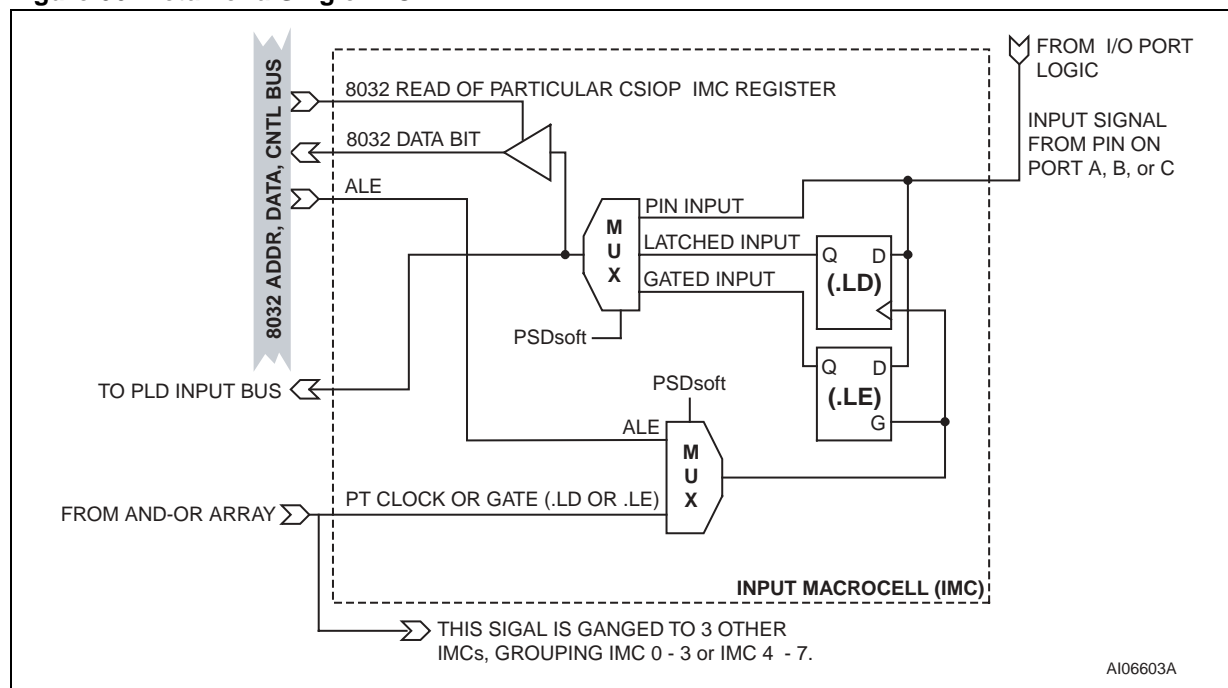 8032 ADDR, DATA, CNTL BUS
8032 READ OF PARTICULAR CSIOP IMC REGISTER
8032 DATA BIT
ALE
FROM I/O PORT
LOGIC
INPUT SIGNAL
FROM PIN ON
PORT A, B, or C
M
U
X
PIN INPUT
LATCHED INPUT
GATED INPUT
Q D
(.LD)
PSDsoft
Q D
(.LE)
G
TO PLD INPUT BUS
PSDsoft
ALE
M
U
X
PT CLOCK OR GATE (.LD OR .LE)
FROM AND-OR ARRAY
INPUT MACROCELL (IMC)
THIS SIGAL IS GANGED TO 3 OTHER
IMCs, GROUPING IMC 0 - 3 or IMC 4 - 7.
AI06603A